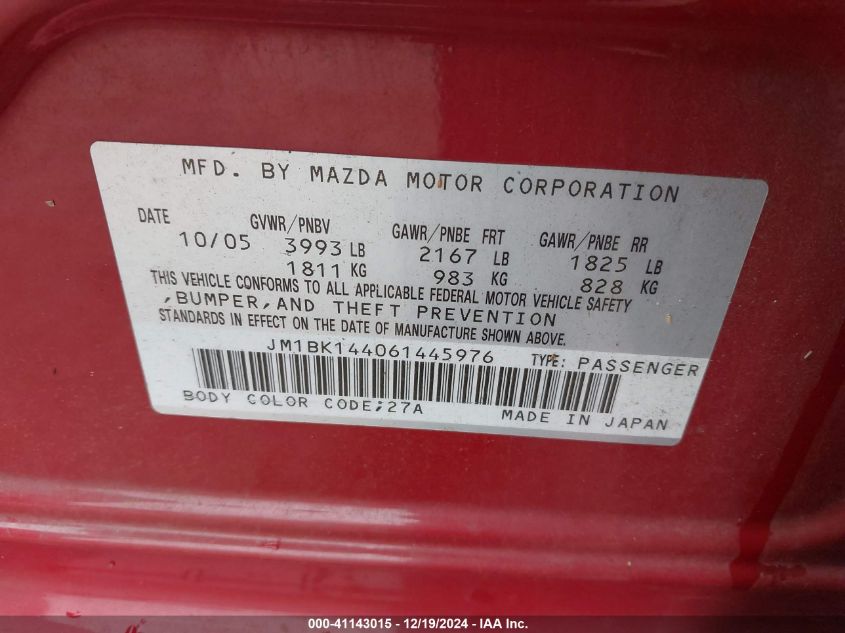 MFD. BY MAZDA MOTOR CORPORATION
DATE GVWR/PNBV GAWR/PNBE FRT GAWR/PNBE RR
10/05 3993 LB 2167 LB 1825 LB
1811 KG 983 KG 828 KG
THIS VEHICLE CONFORMS TO ALL APPLICABLE FEDERAL MOTOR VEHICLE SAFETY
,BUMPER,AND THEFT PREVENTION
STANDARDS IN EFFECT ON THE DATE OF MANUFACTURE SHOWN ABOVE.
JM1BK144061445976 TYPE: PASSENGER
BODY COLOR CODE;27A MADE IN JAPAN
000-41143015 - 12/19/2024 - IAA Inc.